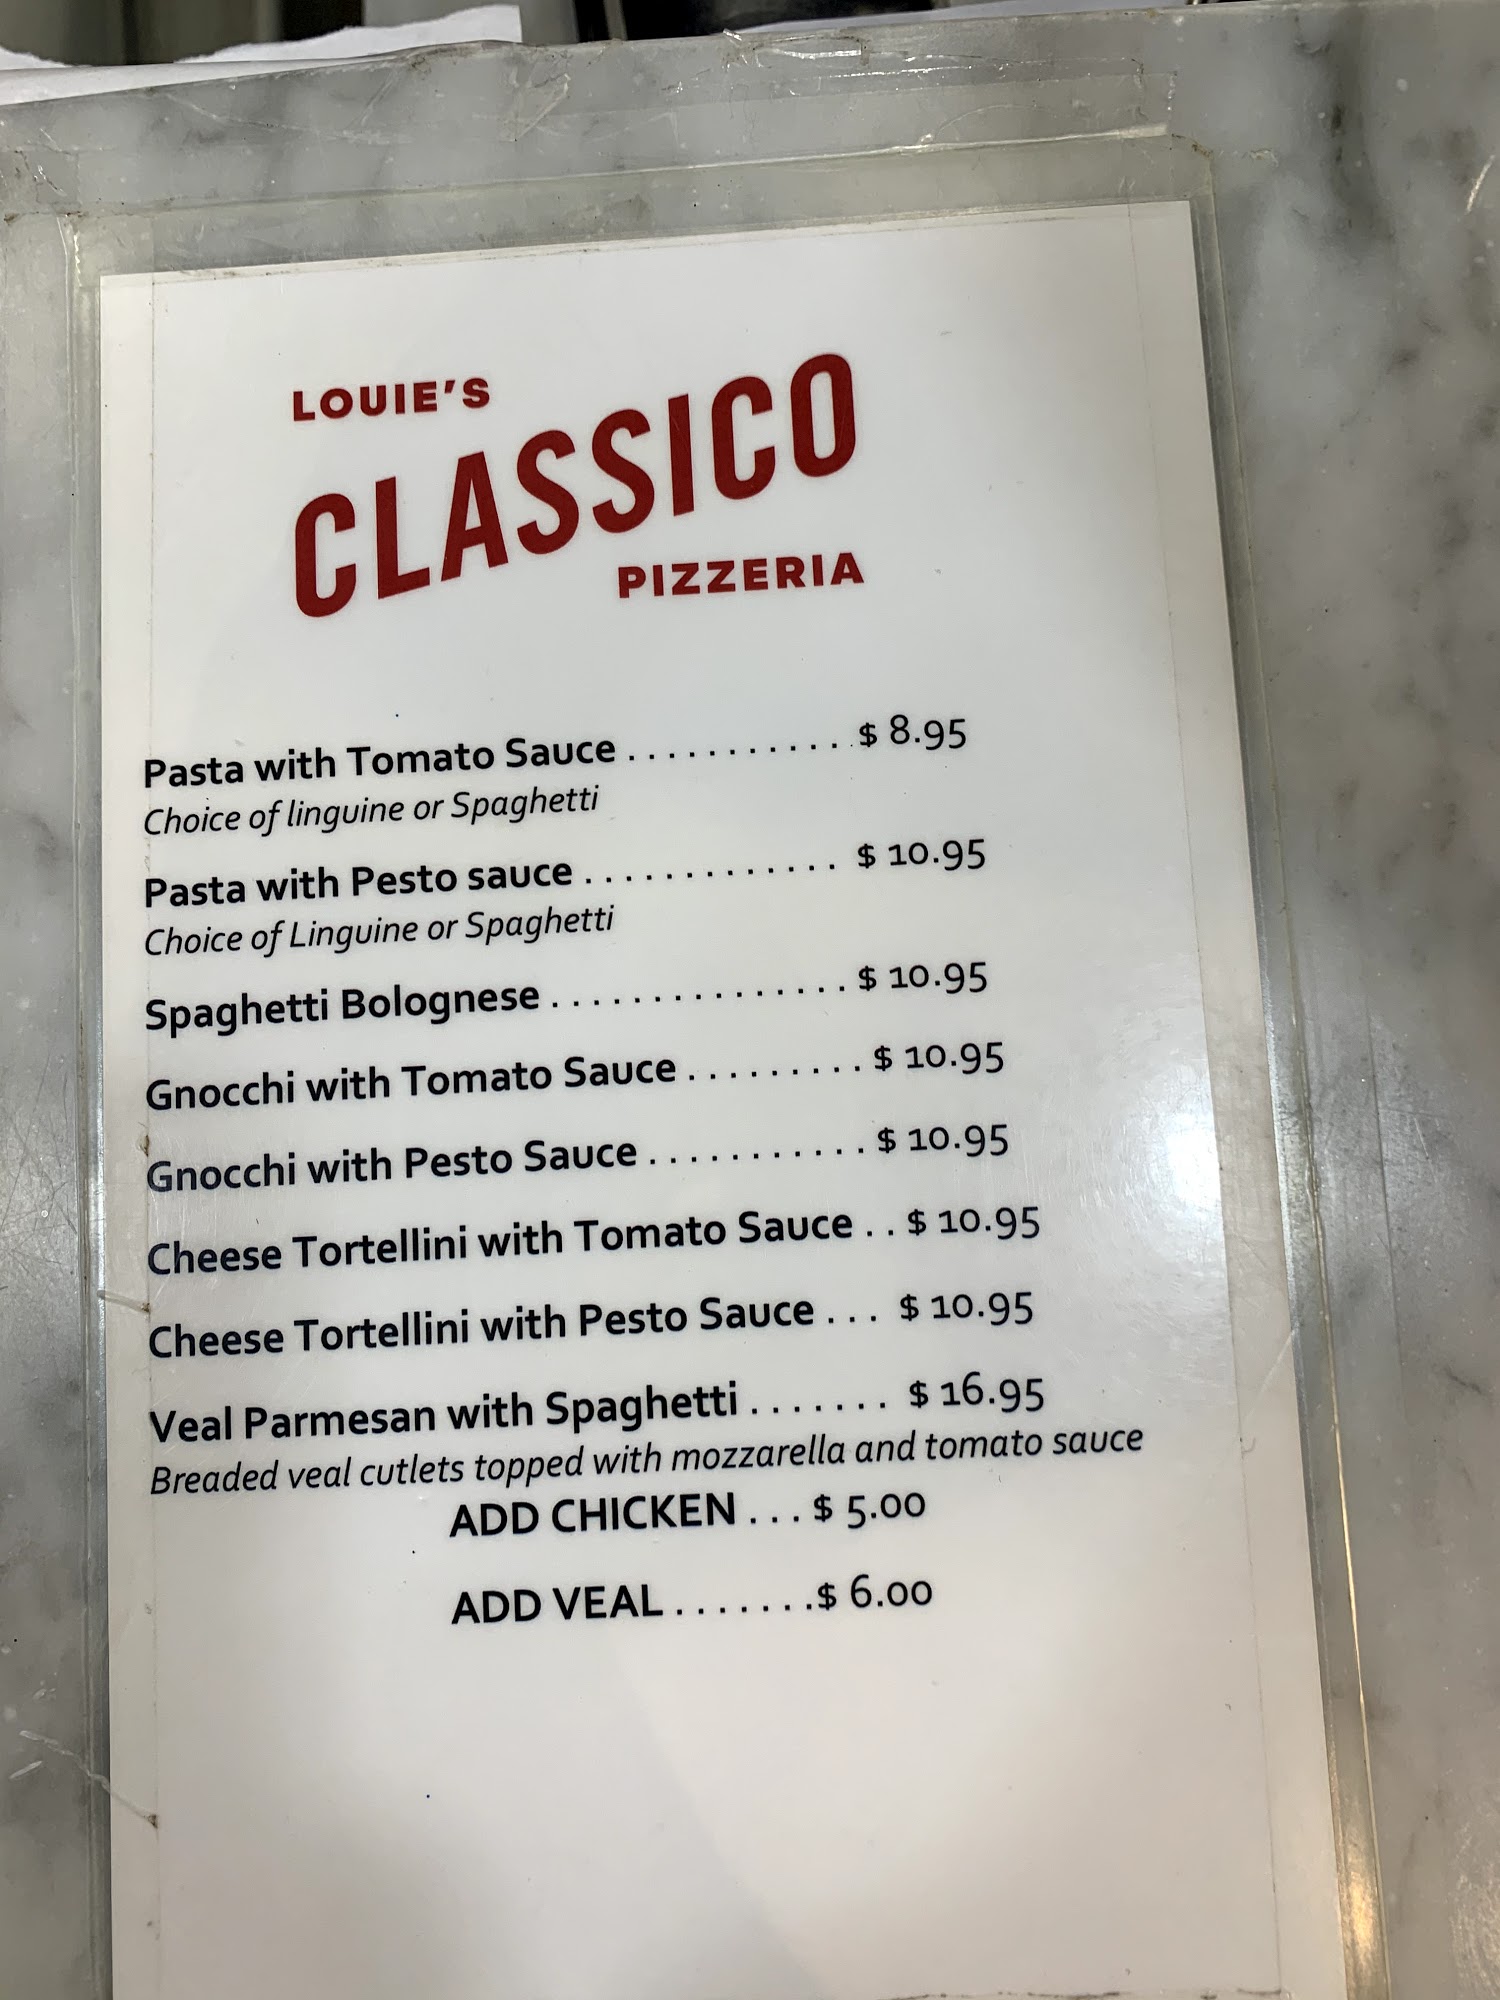 LOUIE'S
CLASSICO
PIZZERIA
Pasta with Tomato Sauce . . . . . . . . . . . $ 8.95
Choice of linguine or Spaghetti
Pasta with Pesto sauce . . . . . . . . . . . . . $ 10.95
Choice of Linguine or Spaghetti
Spaghetti Bolognese . . . . . . . . . . . . . . . $ 10.95
Gnocchi with Tomato Sauce . . . . . . . . . $ 10.95
Gnocchi with Pesto Sauce . . . . . . . . . . . $ 10.95
Cheese Tortellini with Tomato Sauce . . $ 10.95
Cheese Tortellini with Pesto Sauce . . . $ 10.95
Veal Parmesan with Spaghetti . . . . . . . $ 16.95
Breaded veal cutlets topped with mozzarella and tomato sauce
ADD CHICKEN . . . $ 5.00
ADD VEAL . . . . . . . $ 6.00